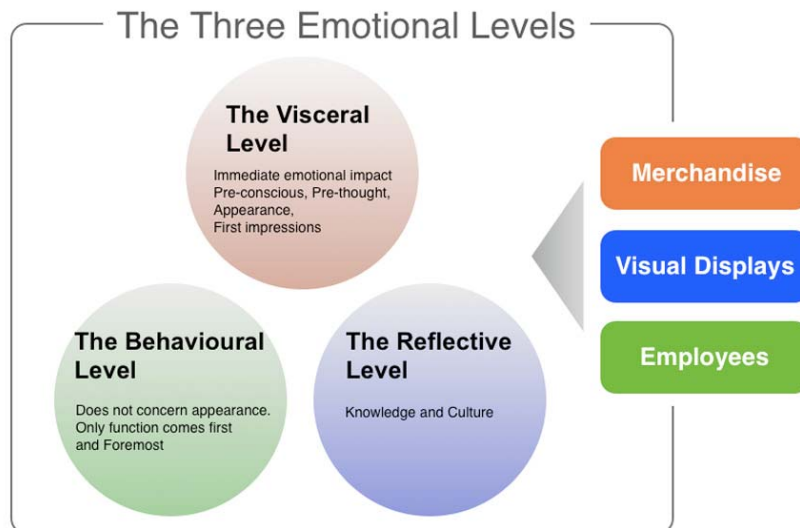 The Three Emotional Levels
The Visceral
Level
Immediate emotional impact
Pre-conscious, Pre-thought,
Appearance,
First impressions
The Behavioural
Level
Does not concern appearance.
Only function comes first
and Foremost
The Reflective
Level
Knowledge and Culture
Merchandise
Visual Displays
Employees